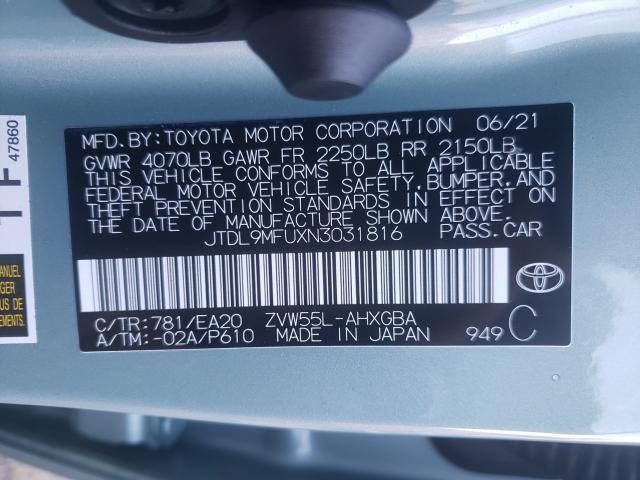 MFD.BY:TOYOTA MOTOR CORPORATION 06/21
GVWR 4070LB GAWR FR 2250LB RR 2150LB
THIS VEHICLE CONFORMS TO ALL APPLICABLE
FEDERAL MOTOR VEHICLE SAFETY,BUMPER,AND
THEFT PREVENTION STANDARDS IN EFFECT ON
THE DATE OF MANUFACTURE SHOWN ABOVE.
JTDL9MFUXN3031816 PASS.CAR
C/TR:781/EA20 ZVW55L-AHXGBA
A/TM:-02A/P610 MADE IN JAPAN 949 C
47860
MANUEL